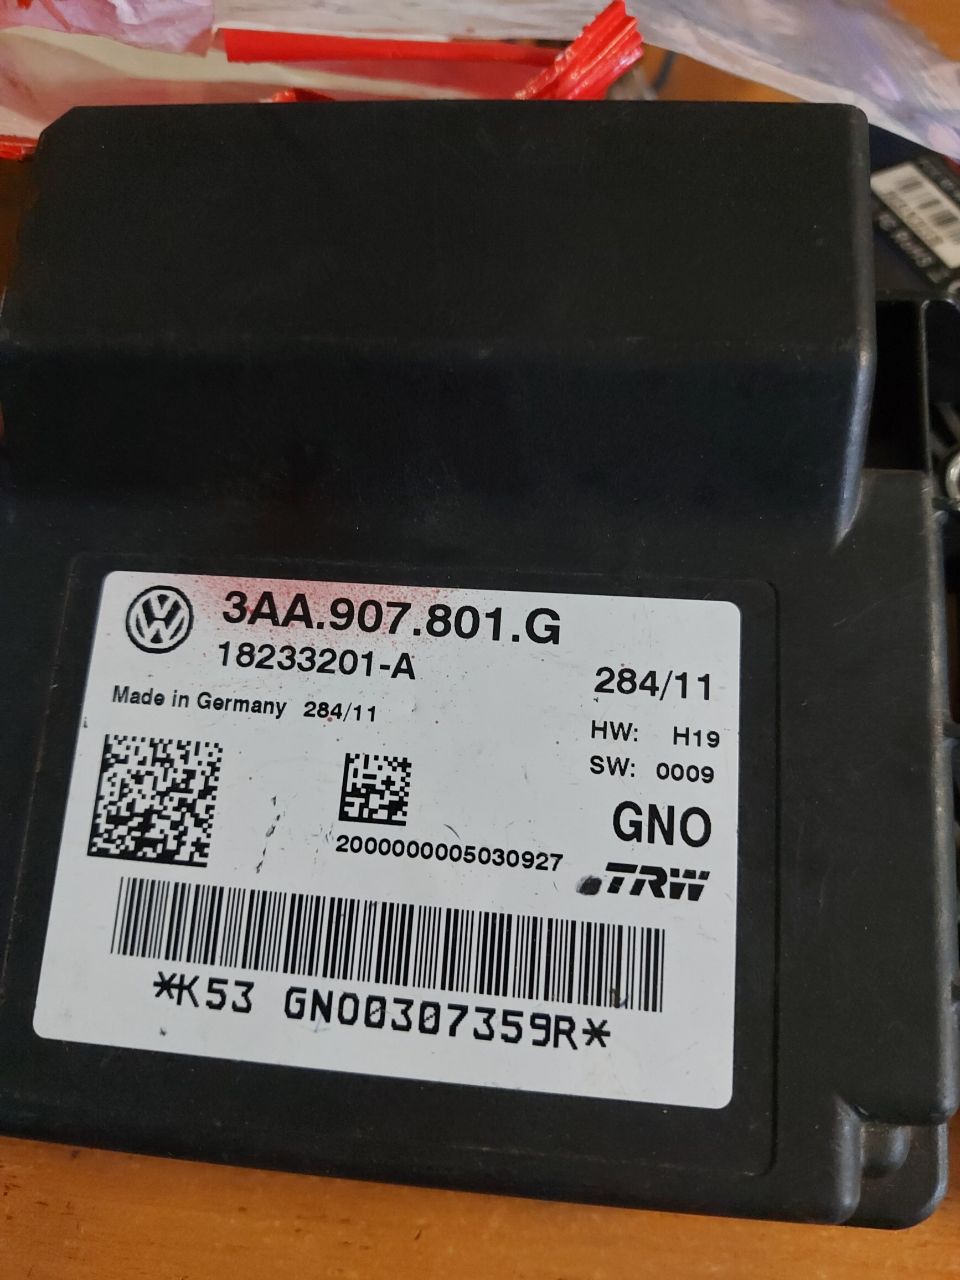 3AA.907.801.G
18233201-A
284/11
Made in Germany 284/11
HW: H19
SW: 0009
GNO
2000000005030927
TRW
*K53 GNO0307359R*